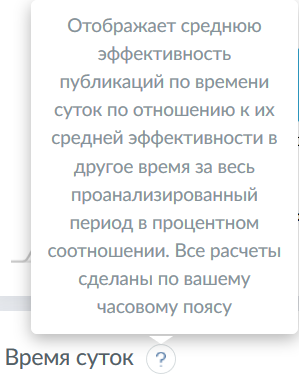 Отображает среднюю
эффективность
публикаций по времени
суток по отношению к их
средней эффективности в
другое время за весь
проанализированный
период в процентном
соотношении. Все расчеты
сделаны по вашему
часовому поясу
Время суток ?